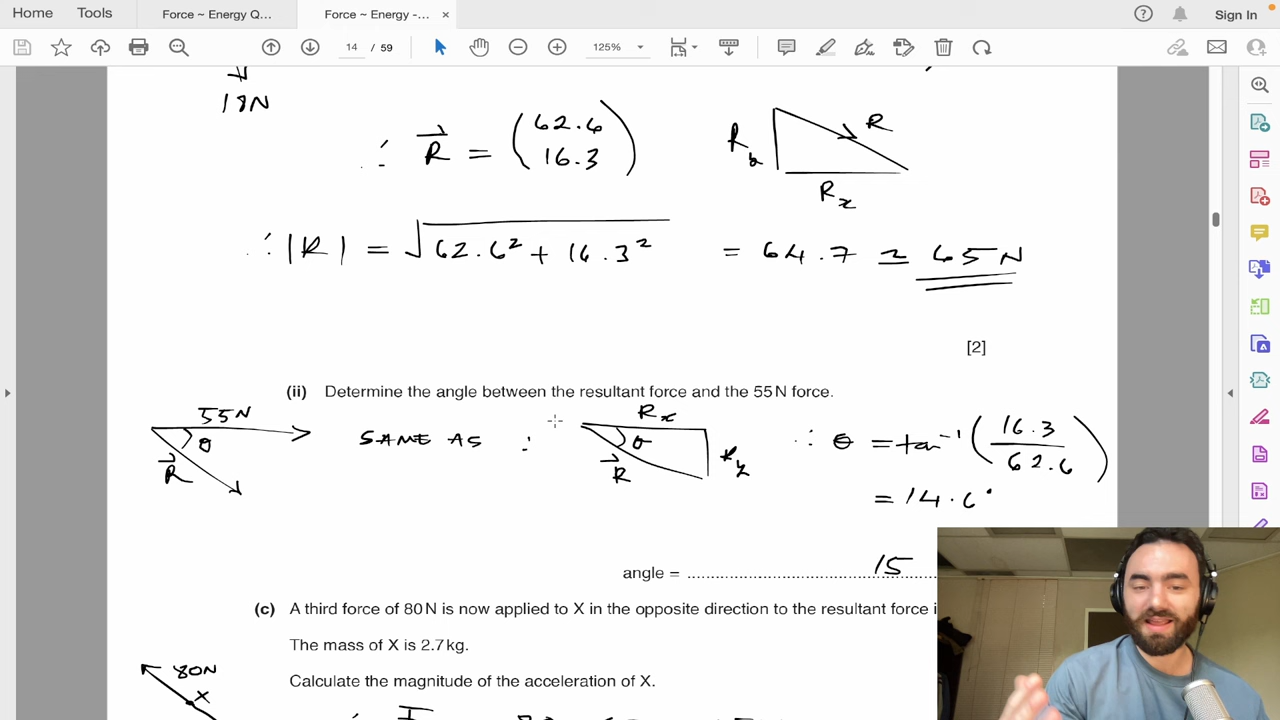 Home Tools Force ~ Energy Q... Force ~ Energy -... × Sign In
14 / 59 125%
18N
∴ R = (62.6
16.3)
R
Ry
Rx
∴ |R| = √62.6² + 16.3² = 64.7 ≃ 65N
[2]
(ii) Determine the angle between the resultant force and the 55N force.
55N
θ
R
SAME AS :
Rx
θ
R
Ry
∴ θ = tan⁻¹ (16.3
62.6)
= 14.6°
angle = ........................................ 15
(c) A third force of 80N is now applied to X in the opposite direction to the resultant force i
The mass of X is 2.7kg.
80N
X
Calculate the magnitude of the acceleration of X.